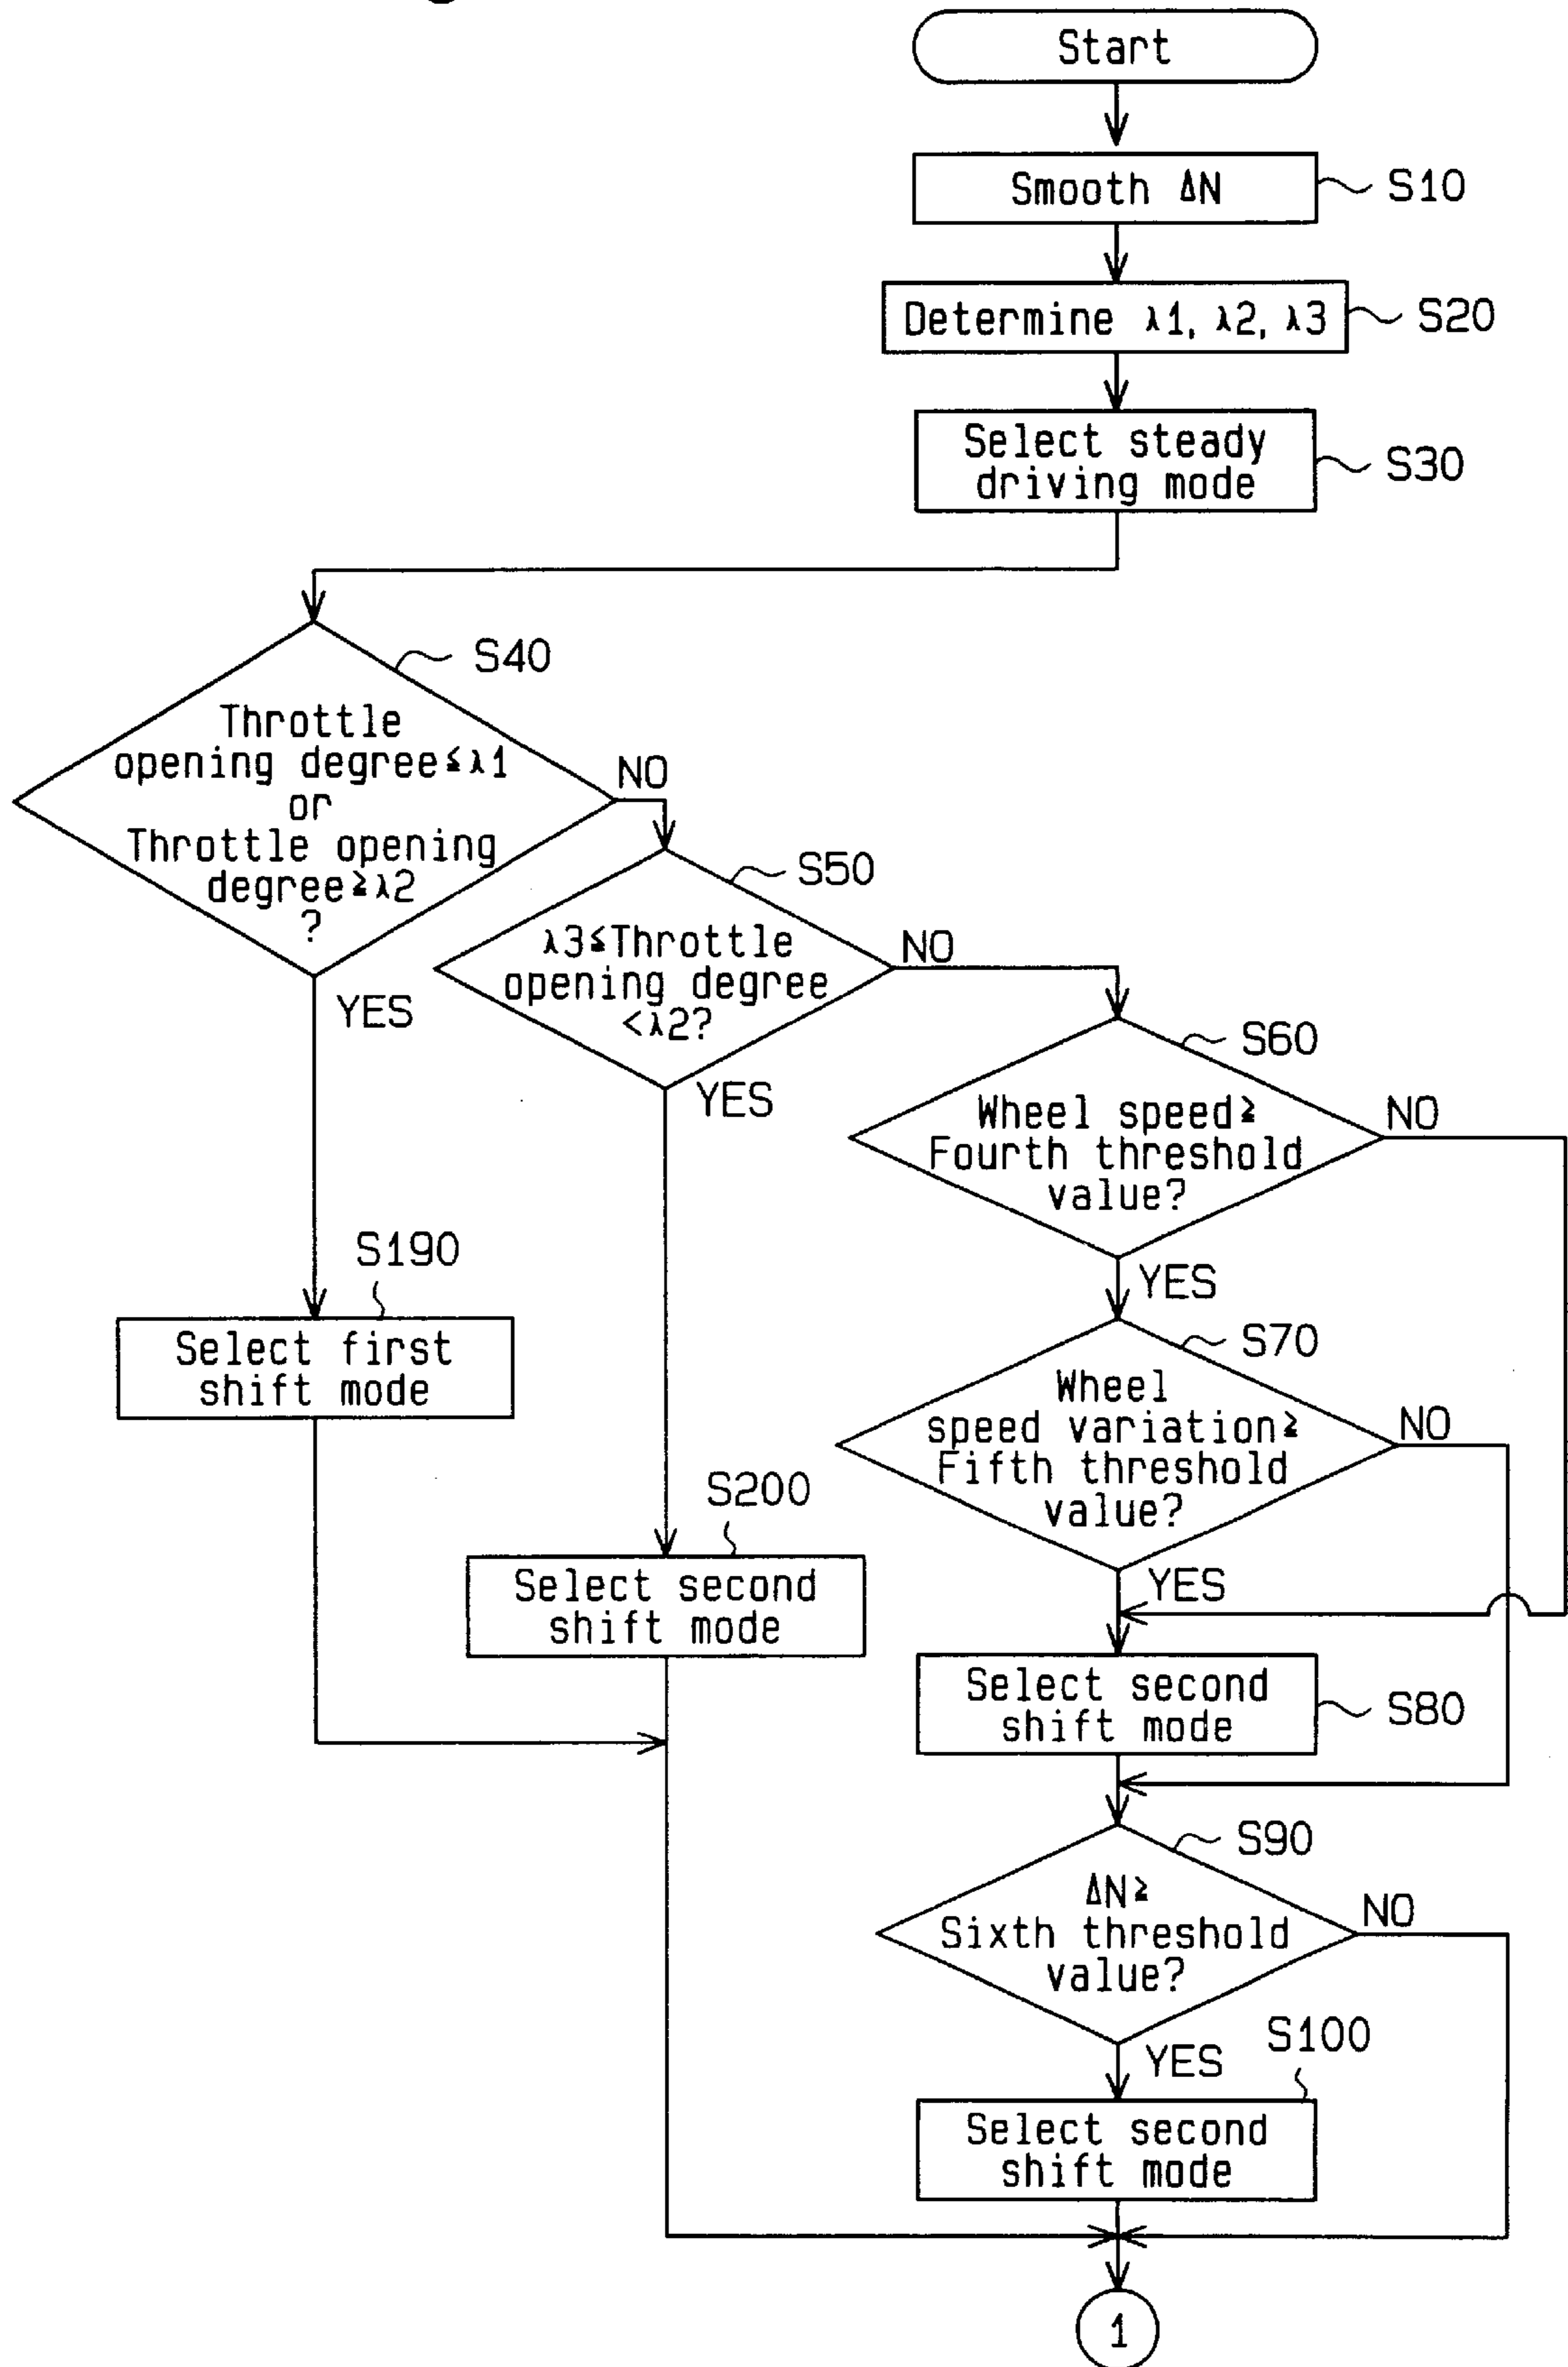 Start
Smooth ΔN
S10
Determine λ1, λ2, λ3
S20
Select steady
driving mode
S30
S40
Throttle
opening degree≦λ1
or
Throttle opening
degree≧λ2
?
NO
YES
S50
λ3≦Throttle
opening degree
<λ2?
NO
YES
S60
Wheel speed≧
Fourth threshold
value?
NO
YES
S190
Select first
shift mode
S70
Wheel
speed variation≧
Fifth threshold
value?
NO
YES
S200
Select second
shift mode
Select second
shift mode
S80
S90
ΔN≧
Sixth threshold
value?
NO
YES
S100
Select second
shift mode
1